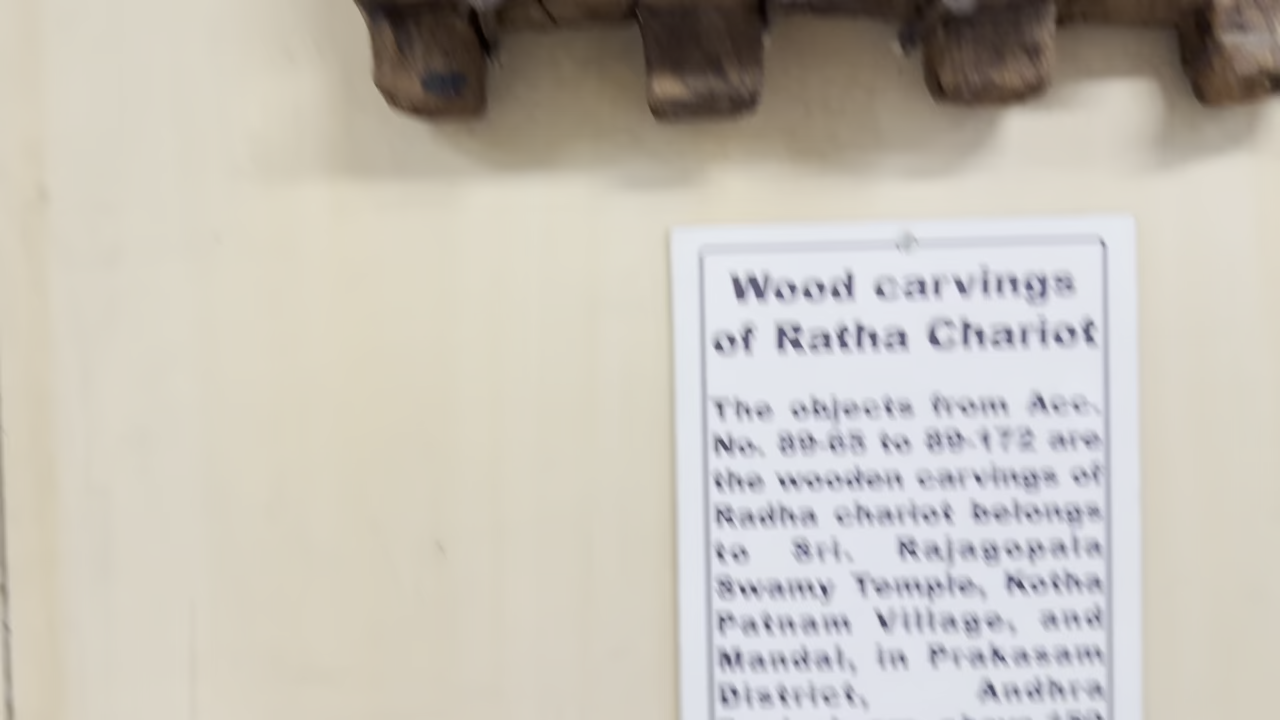 Wood carvings
of Ratha Chariot
The objects from Acc.
No. 89-65 to 89-172 are
the wooden carvings of
Radha chariot belongs
to Sri. Rajagopala
Swamy Temple, Kotha
Patnam Village, and
Mandal, in Prakasam
District, Andhra